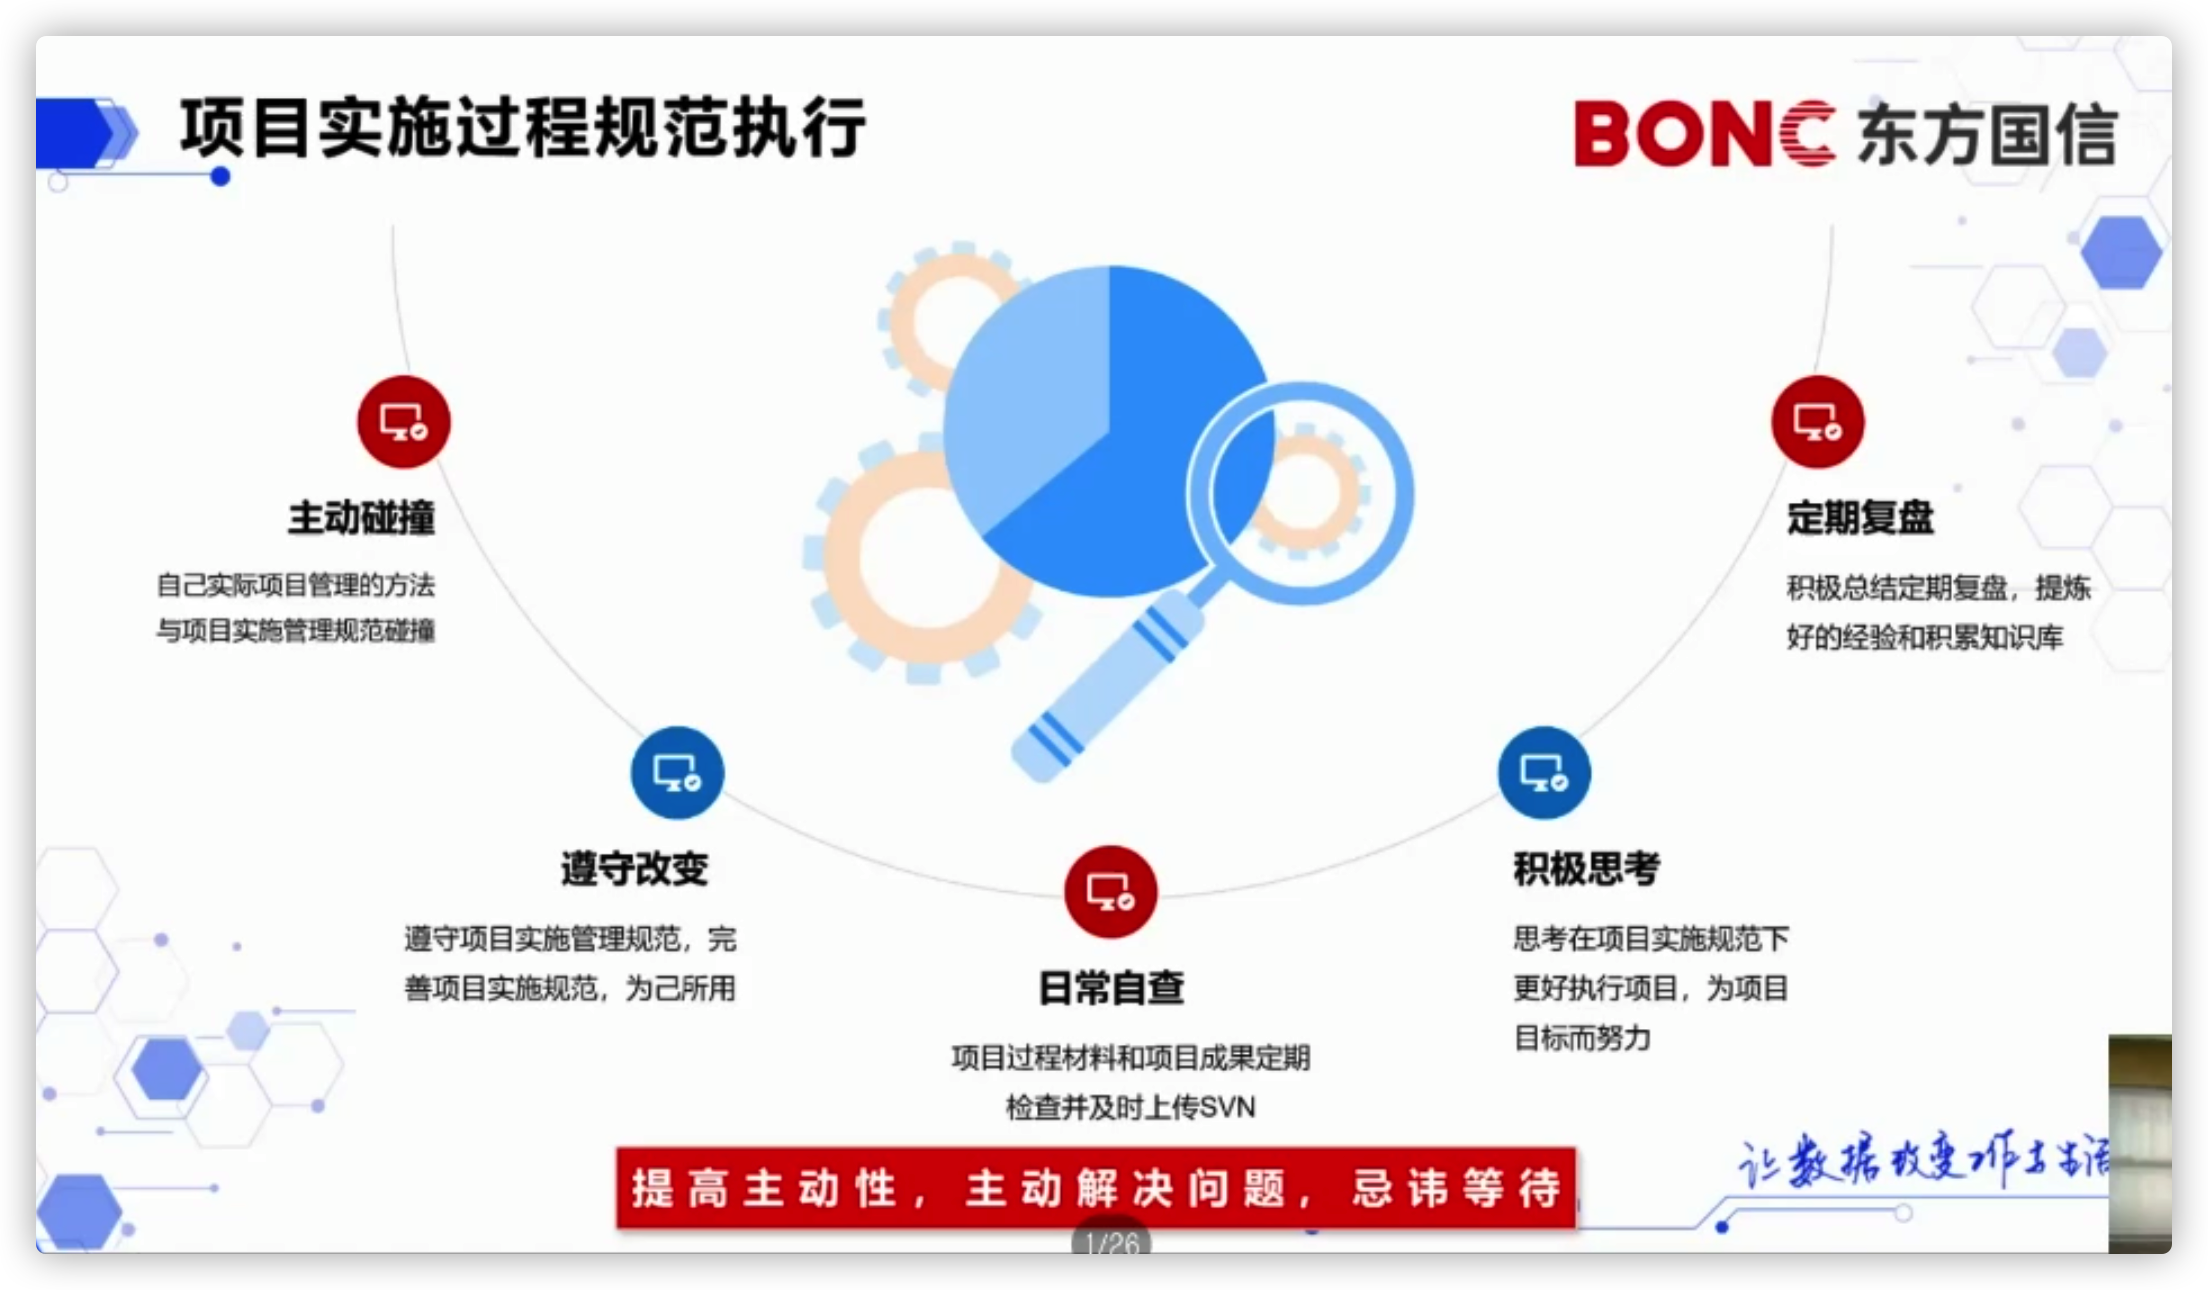 项目实施过程规范执行
BONC 东方国信
主动碰撞
自己实际项目管理的方法
与项目实施管理规范碰撞
遵守改变
遵守项目实施管理规范，完
善项目实施规范，为己所用
日常自查
项目过程材料和项目成果定期
检查并及时上传SVN
积极思考
思考在项目实施规范下
更好执行项目，为项目
目标而努力
定期复盘
积极总结定期复盘，提炼
好的经验和积累知识库
提高主动性，主动解决问题，忌讳等待
让数据改变工作与生活
1/26